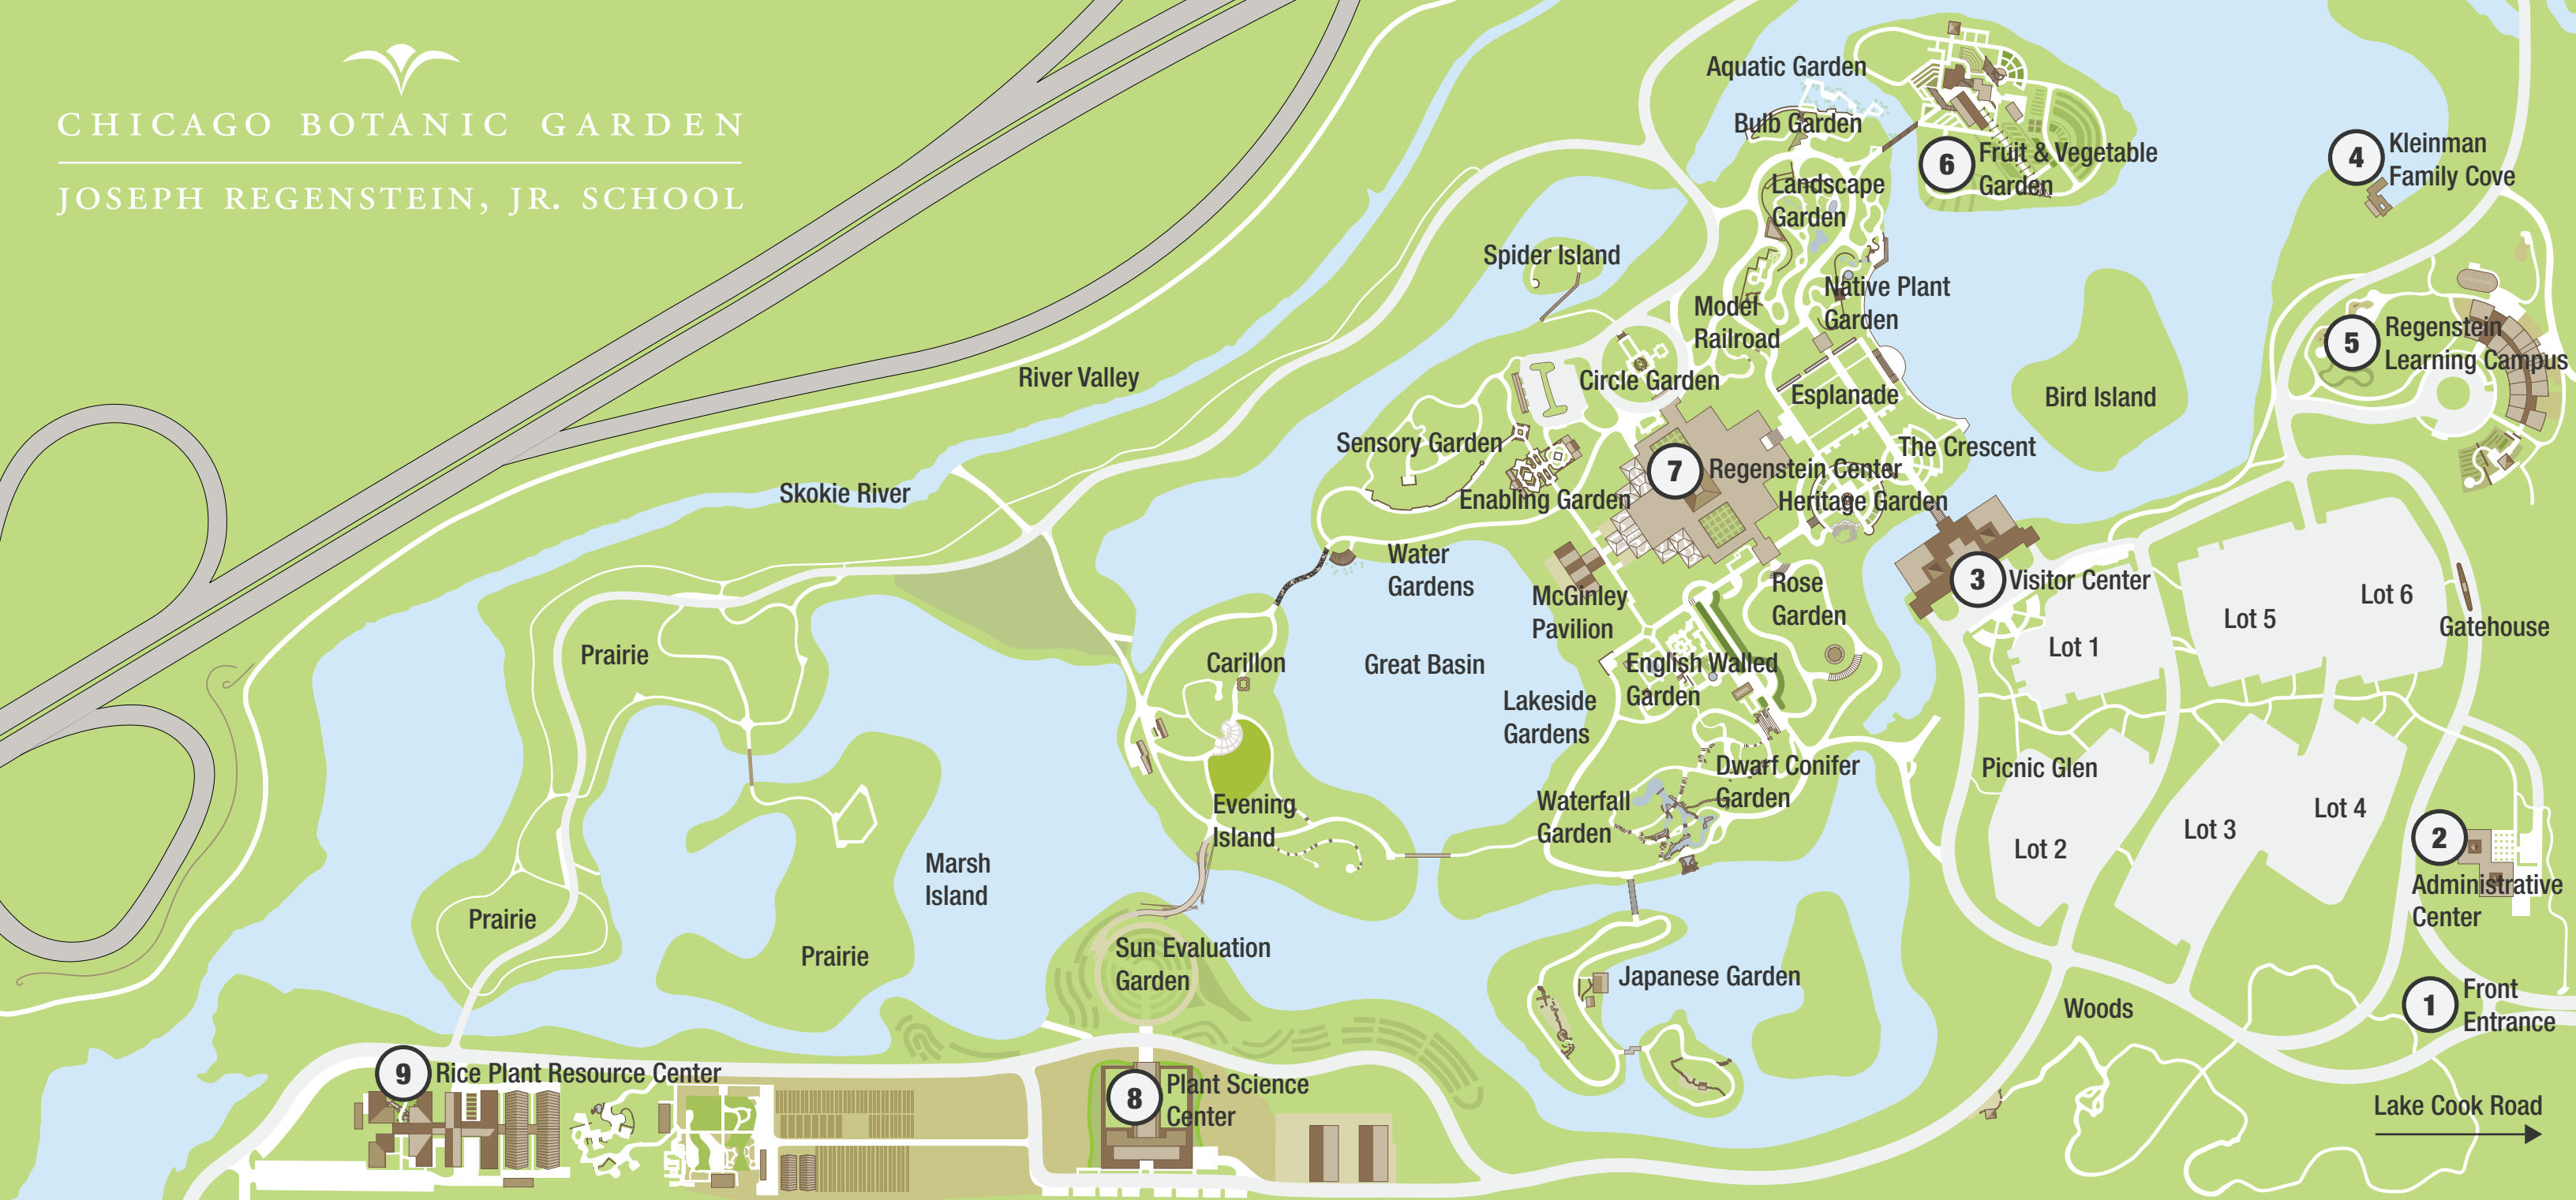 CHICAGO BOTANIC GARDEN
JOSEPH REGENSTEIN, JR. SCHOOL
Aquatic Garden
Bulb Garden
Landscape
Garden
6 Fruit & Vegetable
Garden
4 Kleinman
Family Cove
Spider Island
Native Plant
Garden
Model
Railroad
5 Regenstein
Learning Campus
River Valley
Circle Garden
Esplanade
Bird Island
Sensory Garden
The Crescent
7 Regenstein Center
Enabling Garden
Heritage Garden
Skokie River
Water
Gardens
McGinley
Pavilion
Rose
Garden
3 Visitor Center
Lot 1
Lot 5
Lot 6
Gatehouse
Prairie
Carillon
Great Basin
English Walled
Garden
Lakeside
Gardens
Dwarf Conifer
Garden
Picnic Glen
Evening
Island
Waterfall
Garden
Lot 2
Lot 3
Lot 4
2
Administrative
Center
Marsh
Island
Prairie
Prairie
Sun Evaluation
Garden
Japanese Garden
Woods
1 Front
Entrance
9 Rice Plant Resource Center
8 Plant Science
Center
Lake Cook Road